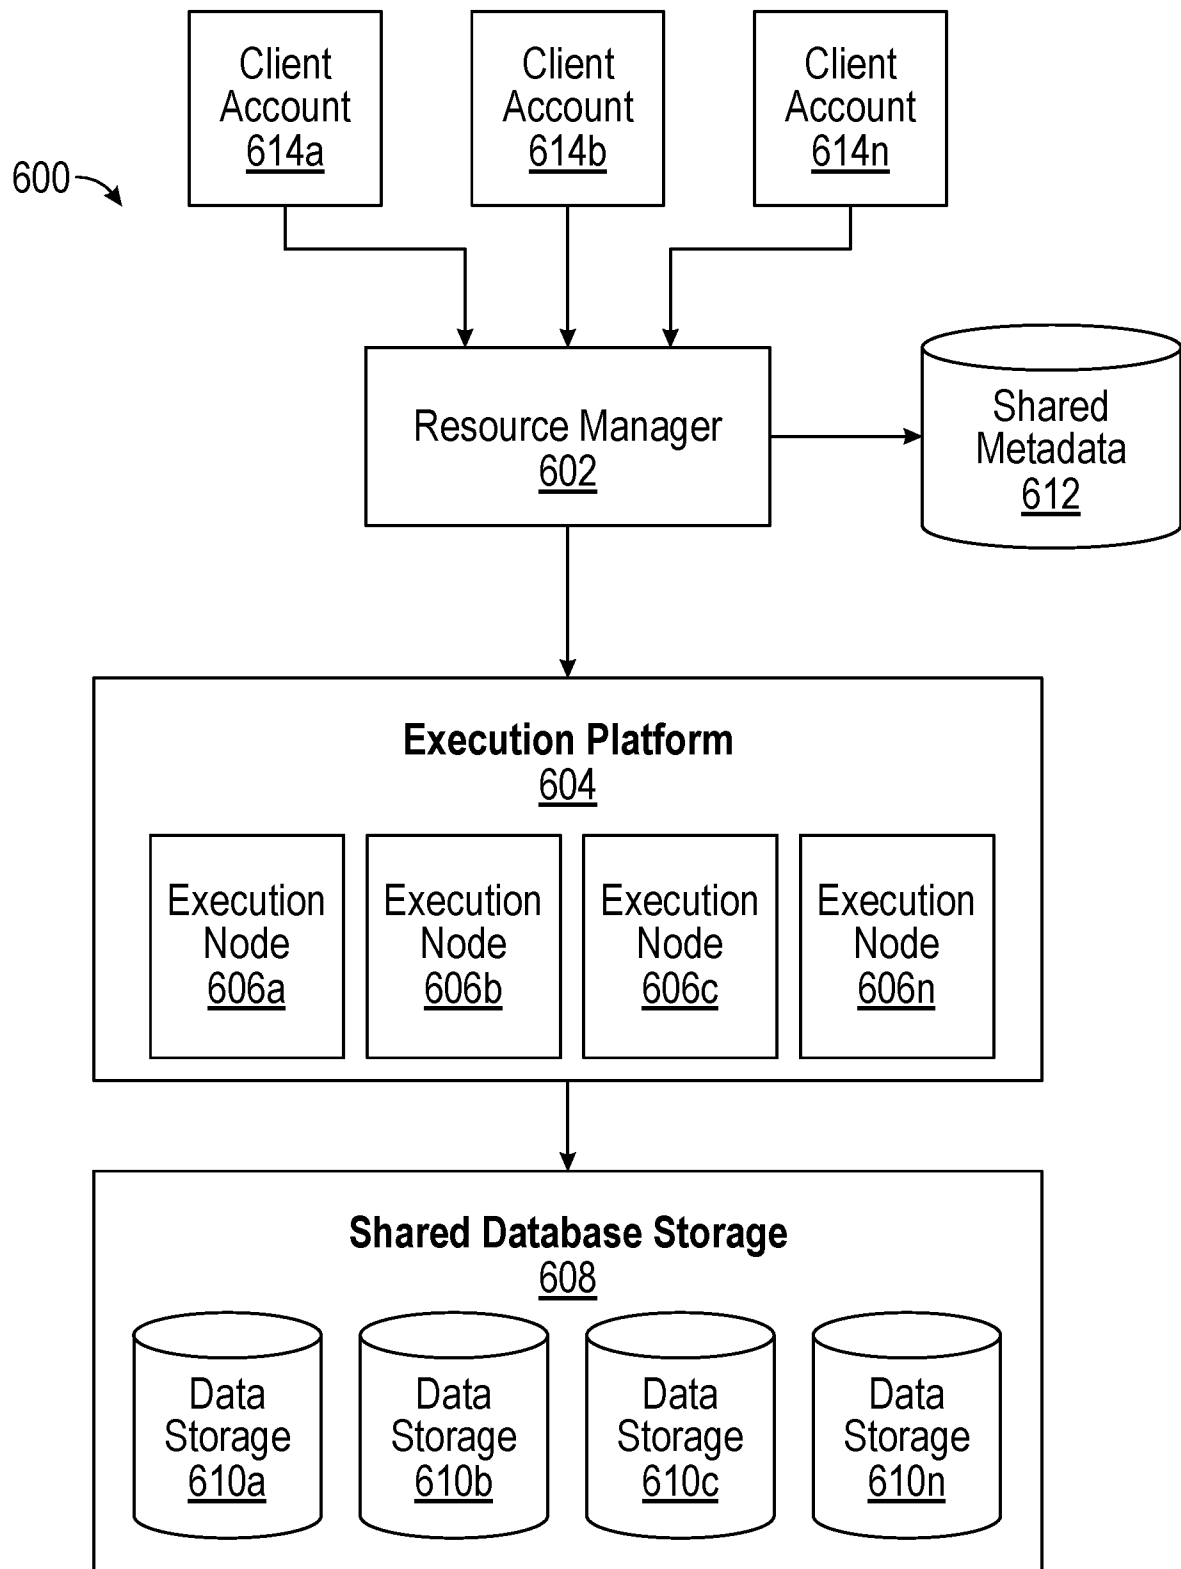 Client
Account
614a
Client
Account
614b
Client
Account
614n
600
Resource Manager
602
Shared
Metadata
612
Execution Platform
604
Execution
Node
606a
Execution
Node
606b
Execution
Node
606c
Execution
Node
606n
Shared Database Storage
608
Data
Storage
610a
Data
Storage
610b
Data
Storage
610c
Data
Storage
610n